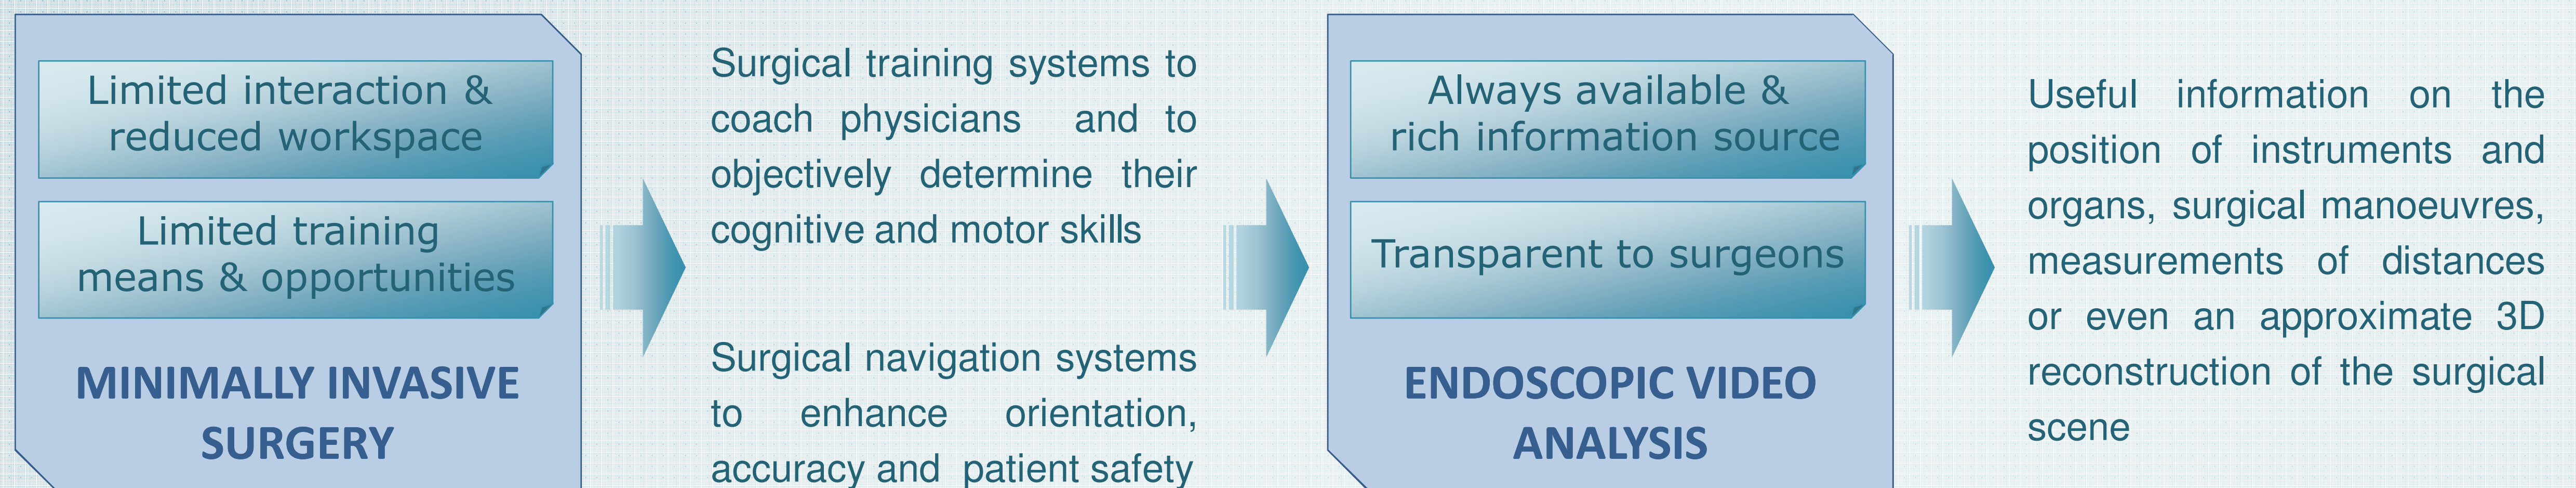 Limited interaction &
reduced workspace
Limited training
means & opportunities
MINIMALLY INVASIVE
SURGERY
Surgical training systems to
coach physicians and to
objectively determine their
cognitive and motor skills
Surgical navigation systems
to enhance orientation,
accuracy and patient safety
Always available &
rich information source
Transparent to surgeons
ENDOSCOPIC VIDEO
ANALYSIS
Useful information on the
position of instruments and
organs, surgical manoeuvres,
measurements of distances
or even an approximate 3D
reconstruction of the surgical
scene